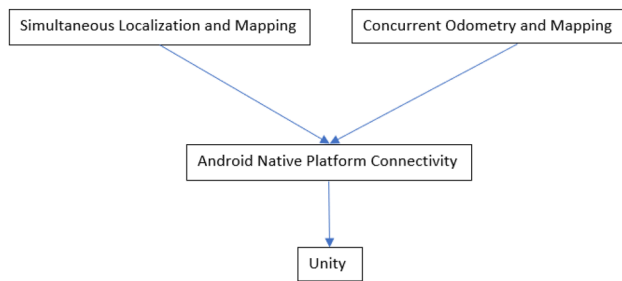 Simultaneous Localization and Mapping
Concurrent Odometry and Mapping
Android Native Platform Connectivity
Unity